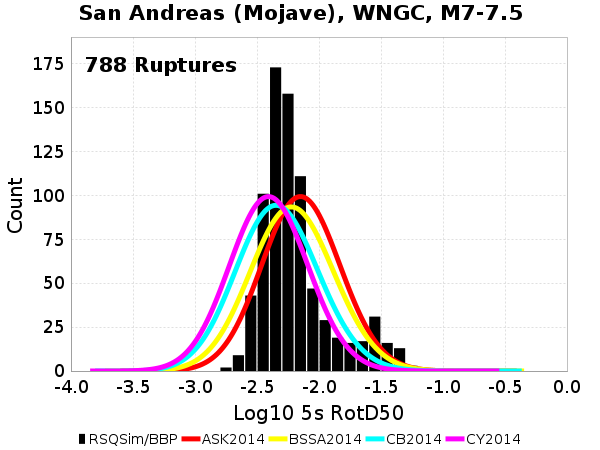 San Andreas (Mojave), WNGC, M7-7.5
788 Ruptures
Count
175
150
125
100
75
50
25
0
-4.0 -3.5 -3.0 -2.5 -2.0 -1.5 -1.0 -0.5 0.0
Log10 5s RotD50
RSQSim/BBP ASK2014 BSSA2014 CB2014 CY2014